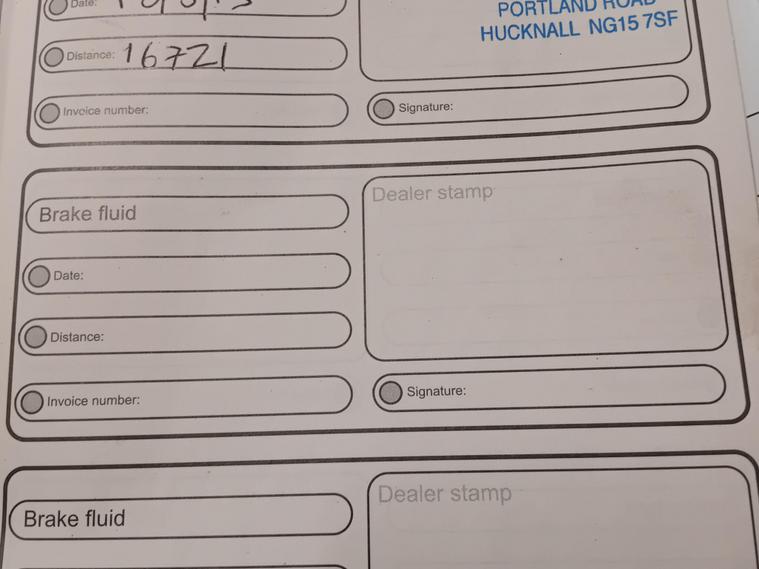 Date:
PORTLAND ROAD
HUCKNALL NG15 7SF
Distance: 16721
Invoice number:
Signature:
Brake fluid
Dealer stamp
Date:
Distance:
Invoice number:
Signature:
Brake fluid
Dealer stamp